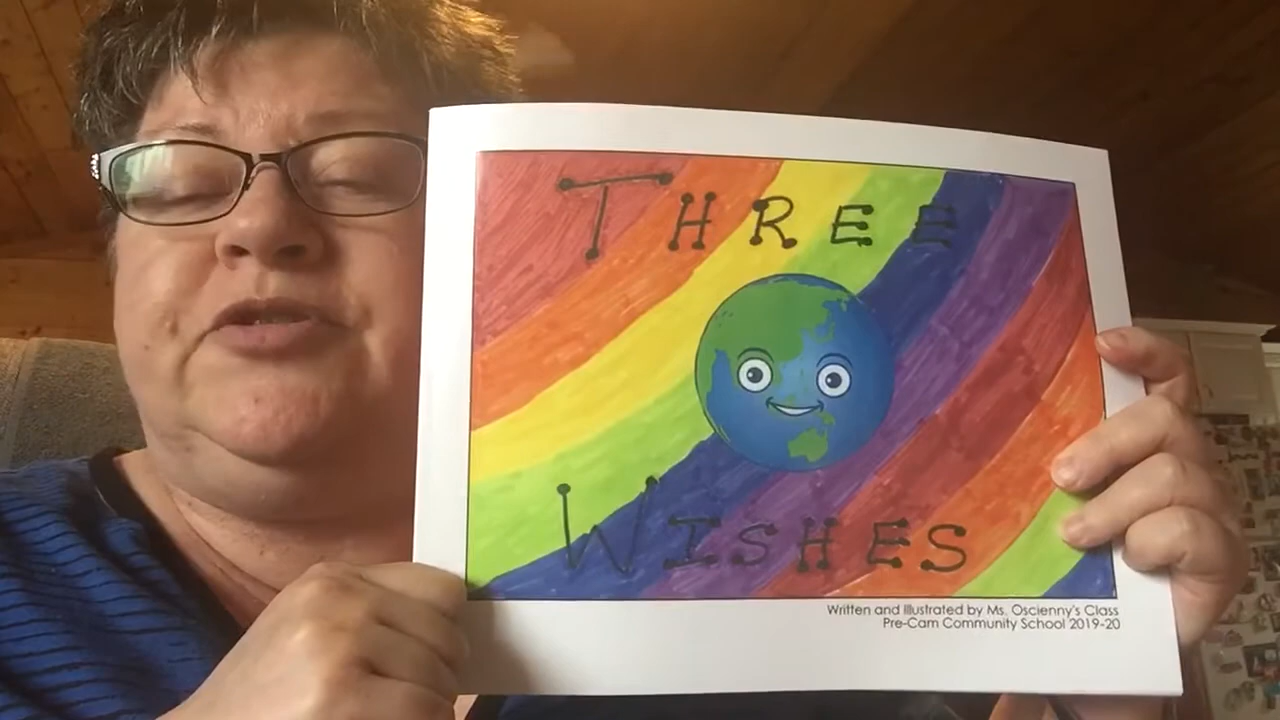 THREE
WISHES
Written and Illustrated by Ms. Oscienny's Class
Pre-Cam Community School 2019-20